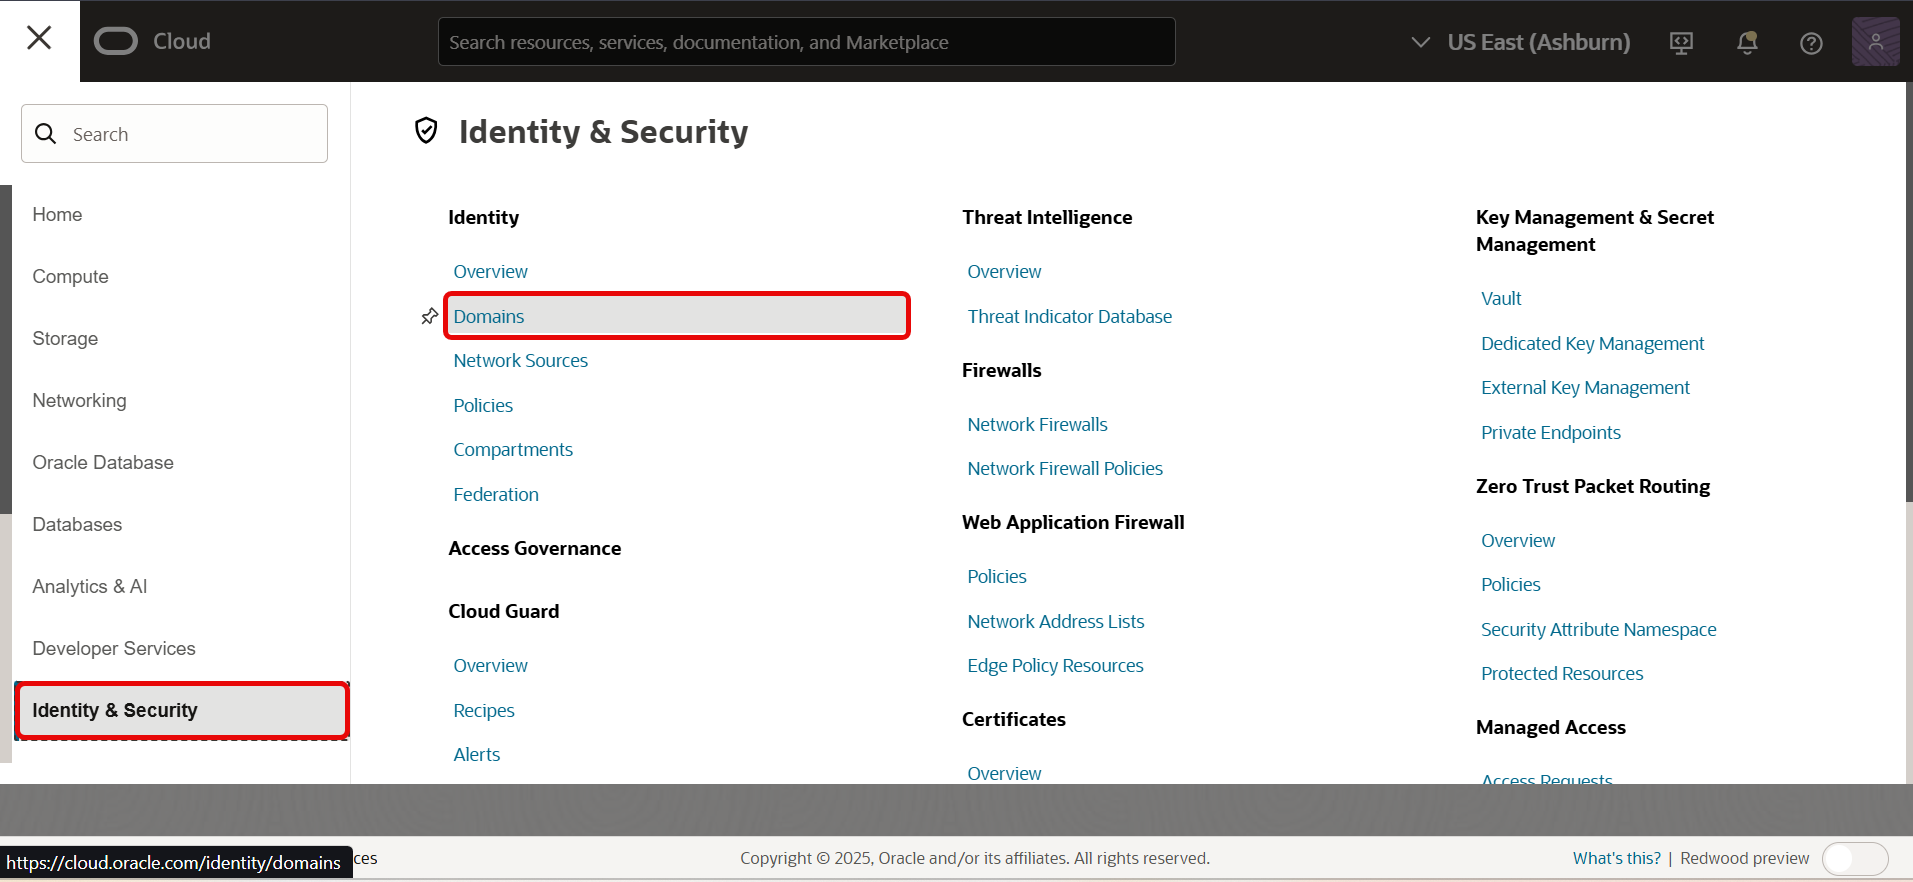 Cloud
Search resources, services, documentation, and Marketplace
US East (Ashburn)
Search
Home
Compute
Storage
Networking
Oracle Database
Databases
Analytics & AI
Developer Services
Identity & Security
Identity & Security
Identity
Overview
Domains
Network Sources
Policies
Compartments
Federation
Access Governance
Cloud Guard
Overview
Recipes
Alerts
Threat Intelligence
Overview
Threat Indicator Database
Firewalls
Network Firewalls
Network Firewall Policies
Web Application Firewall
Policies
Network Address Lists
Edge Policy Resources
Certificates
Overview
Key Management & Secret
Management
Vault
Dedicated Key Management
External Key Management
Private Endpoints
Zero Trust Packet Routing
Overview
Policies
Security Attribute Namespace
Protected Resources
Managed Access
Access Requests
https://cloud.oracle.com/identity/domains
ces
Copyright © 2025, Oracle and/or its affiliates. All rights reserved.
What's this? | Redwood preview